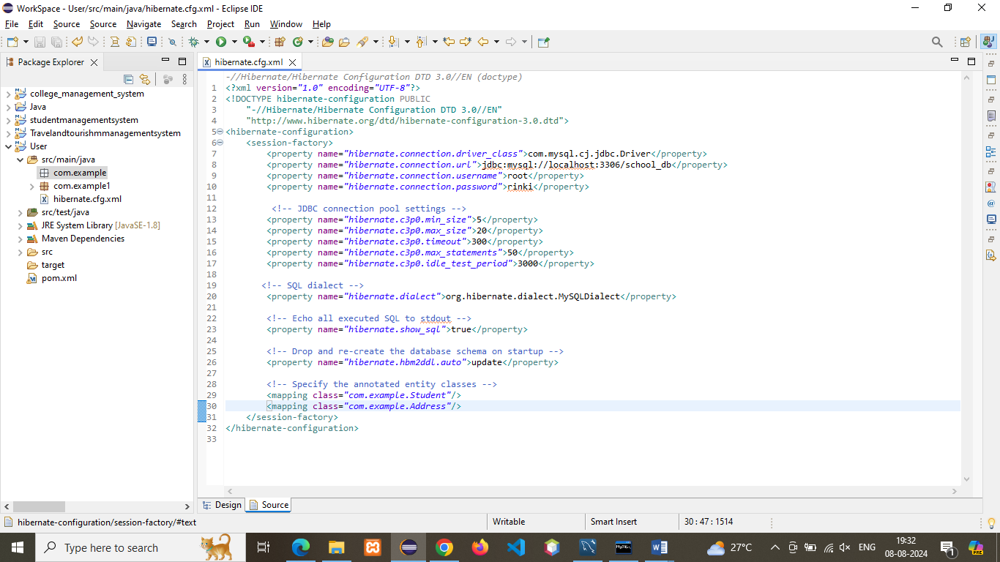 WorkSpace - User/src/main/java/hibernate.cfg.xml - Eclipse IDE
File Edit Source Source Navigate Search Project Run Window Help
Package Explorer
college_management_system
Java
studentmanagementsystem
Travelandtourishmmanagementsystem
User
src/main/java
com.example
com.example1
hibernate.cfg.xml
src/test/java
JRE System Library [JavaSE-1.8]
Maven Dependencies
src
target
pom.xml
hibernate.cfg.xml
-//Hibernate/Hibernate Configuration DTD 3.0//EN (doctype)
1 <?xml version="1.0" encoding="UTF-8"?>
2 <!DOCTYPE hibernate-configuration PUBLIC
3 "-//Hibernate/Hibernate Configuration DTD 3.0//EN"
4 "http://www.hibernate.org/dtd/hibernate-configuration-3.0.dtd">
5 <hibernate-configuration>
6 <session-factory>
7 <property name="hibernate.connection.driver_class">com.mysql.cj.jdbc.Driver</property>
8 <property name="hibernate.connection.url">jdbc:mysql://localhost:3306/school_db</property>
9 <property name="hibernate.connection.username">root</property>
10 <property name="hibernate.connection.password">rinki</property>
11
12 <!-- JDBC connection pool settings -->
13 <property name="hibernate.c3p0.min_size">5</property>
14 <property name="hibernate.c3p0.max_size">20</property>
15 <property name="hibernate.c3p0.timeout">300</property>
16 <property name="hibernate.c3p0.max_statements">50</property>
17 <property name="hibernate.c3p0.idle_test_period">3000</property>
18
19 <!-- SQL dialect -->
20 <property name="hibernate.dialect">org.hibernate.dialect.MySQLDialect</property>
21
22 <!-- Echo all executed SQL to stdout -->
23 <property name="hibernate.show_sql">true</property>
24
25 <!-- Drop and re-create the database schema on startup -->
26 <property name="hibernate.hbm2ddl.auto">update</property>
27
28 <!-- Specify the annotated entity classes -->
29 <mapping class="com.example.Student"/>
30 <mapping class="com.example.Address"/>
31 </session-factory>
32 </hibernate-configuration>
33
Design Source
hibernate-configuration/session-factory/#text
Writable
Smart Insert
30 : 47 : 1514
Type here to search
27°C
ENG
19:32
08-08-2024
1